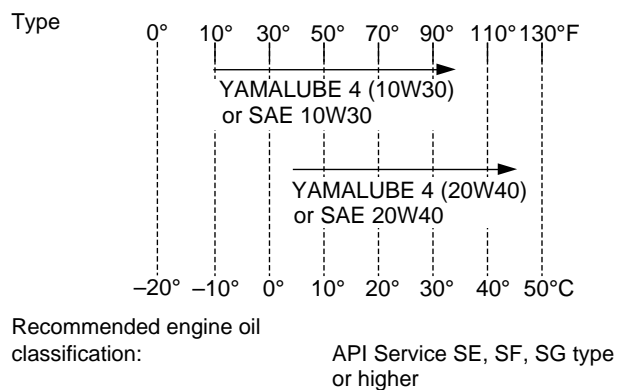 Type
0° 10° 30° 50° 70° 90° 110° 130°F
YAMALUBE 4 (10W30)
or SAE 10W30
YAMALUBE 4 (20W40)
or SAE 20W40
–20° –10° 0° 10° 20° 30° 40° 50°C
Recommended engine oil
classification: API Service SE, SF, SG type
or higher